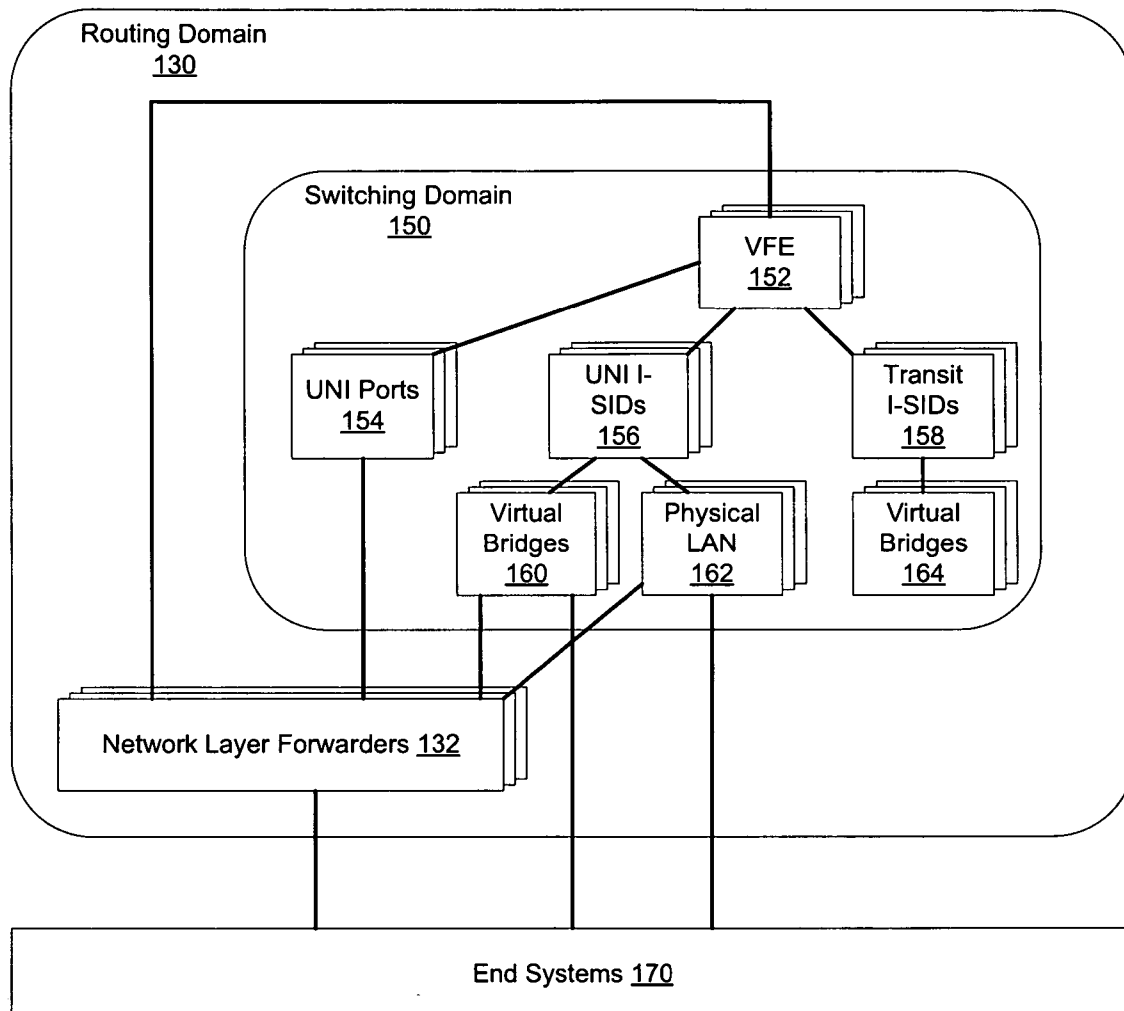 Routing Domain
130
Switching Domain
150
VFE
152
UNI Ports
154
UNI I-
SIDs
156
Transit
I-SIDs
158
Virtual
Bridges
160
Physical
LAN
162
Virtual
Bridges
164
Network Layer Forwarders 132
End Systems 170